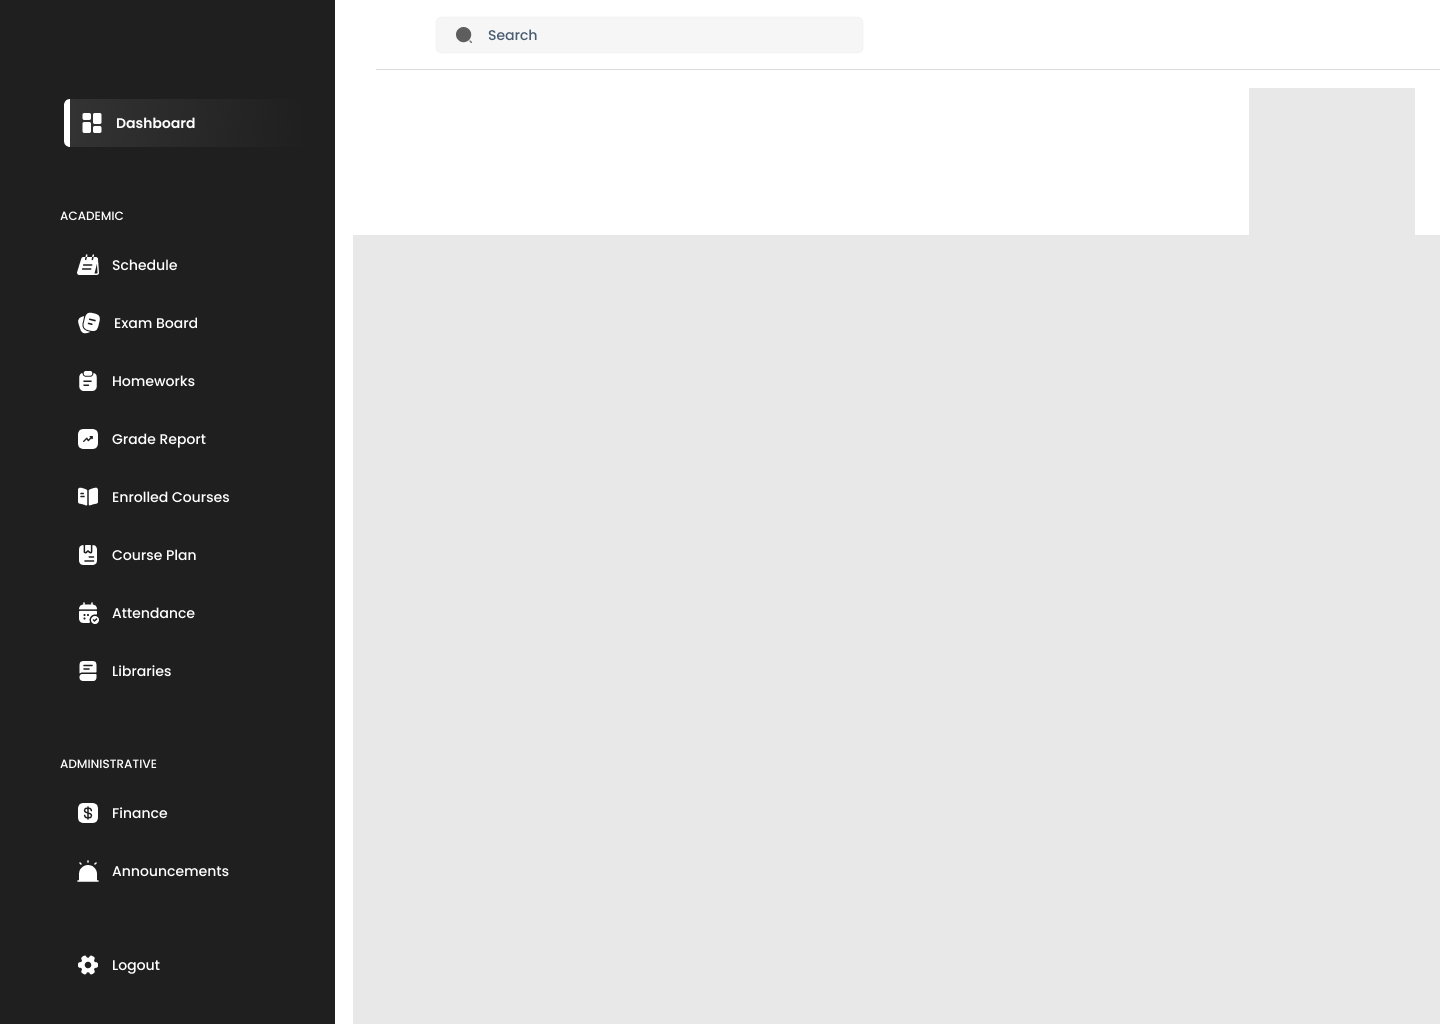 Search
Dashboard
ACADEMIC
Schedule
Exam Board
Homeworks
Grade Report
Enrolled Courses
Course Plan
Attendance
Libraries
ADMINISTRATIVE
Finance
Announcements
Logout